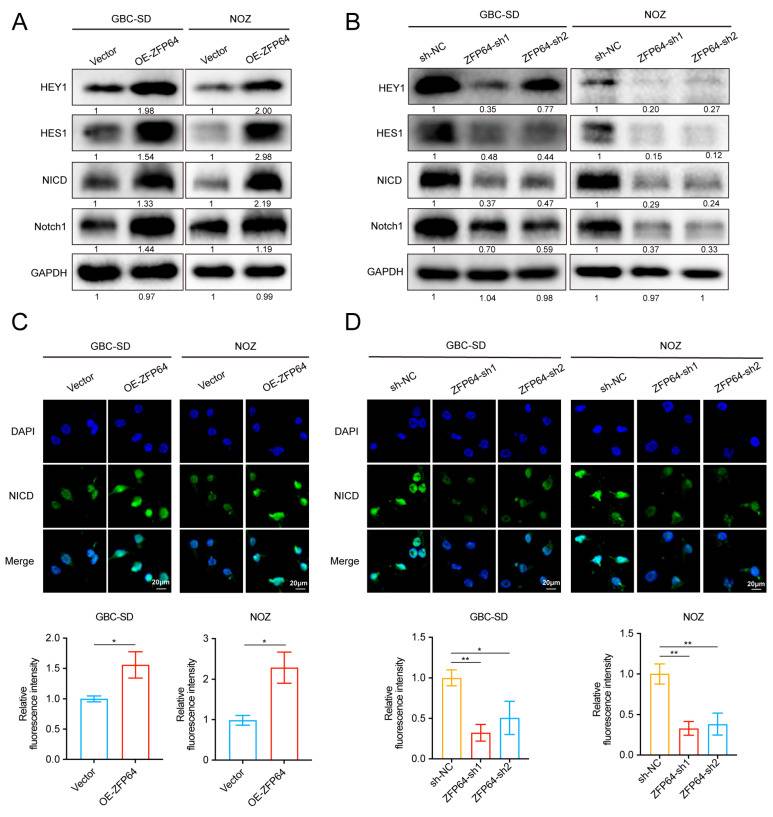 A
GBC-SD
NOZ
Vector
OE-ZFP64
Vector
OE-ZFP64
HEY1
1 1.98 1 2.00
HES1
1 1.54 1 2.98
NICD
1 1.33 1 2.19
Notch1
1 1.44 1 1.19
GAPDH
1 0.97 1 0.99
B
GBC-SD
NOZ
sh-NC
ZFP64-sh1
ZFP64-sh2
sh-NC
ZFP64-sh1
ZFP64-sh2
HEY1
1 0.35 0.77 1 0.20 0.27
HES1
1 0.48 0.44 1 0.15 0.12
NICD
1 0.37 0.47 1 0.29 0.24
Notch1
1 0.70 0.59 1 0.37 0.33
GAPDH
1 1.04 0.98 1 0.97 1
C
GBC-SD
NOZ
Vector
OE-ZFP64
Vector
OE-ZFP64
DAPI
NICD
Merge
20μm
20μm
GBC-SD
Relative
fluorescence intensity
2.0
1.5
1.0
0.5
0.0
*
Vector
OE-ZFP64
NOZ
Relative
fluorescence intensity
3
2
1
0
*
Vector
OE-ZFP64
D
GBC-SD
NOZ
sh-NC
ZFP64-sh1
ZFP64-sh2
sh-NC
ZFP64-sh1
ZFP64-sh2
DAPI
NICD
Merge
20μm
20μm
GBC-SD
Relative
fluorescence intensity
1.5
1.0
0.5
0.0
*
**
sh-NC
ZFP64-sh1
ZFP64-sh2
NOZ
Relative
fluorescence intensity
1.5
1.0
0.5
0.0
**
**
sh-NC
ZFP64-sh1
ZFP64-sh2